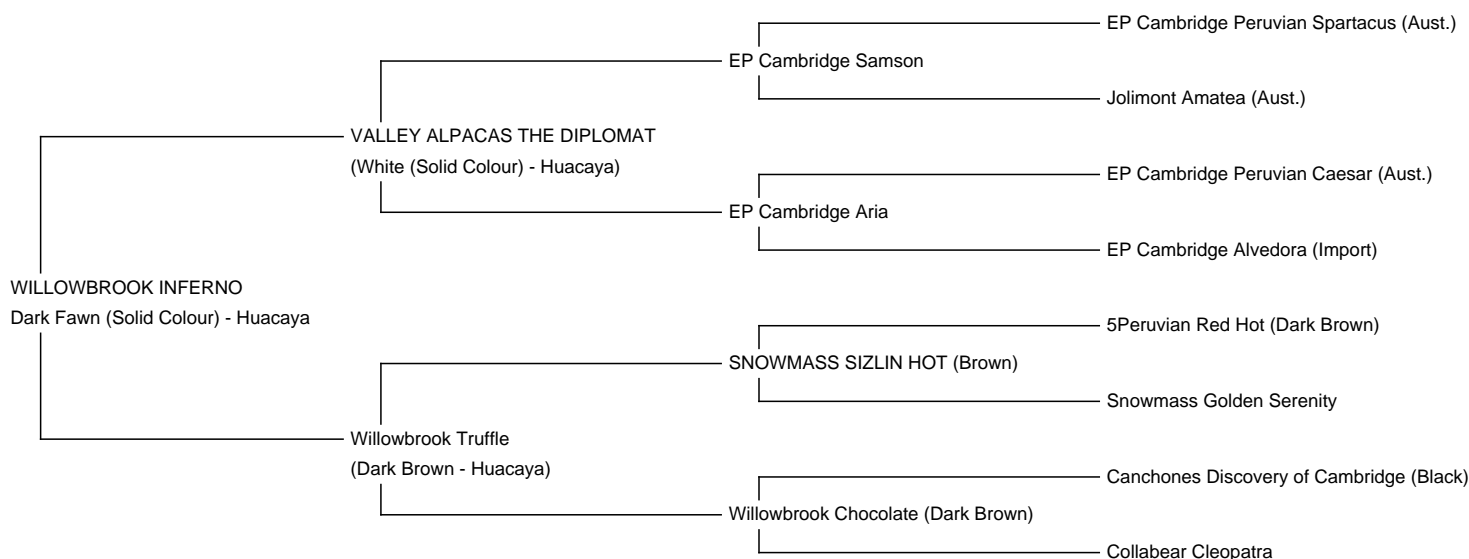 EP Cambridge Peruvian Spartacus (Aust.)
EP Cambridge Samson
Jolimont Amatea (Aust.)
VALLEY ALPACAS THE DIPLOMAT
(White (Solid Colour) - Huacaya)
EP Cambridge Peruvian Caesar (Aust.)
EP Cambridge Aria
EP Cambridge Alvedora (Import)
WILLOWBROOK INFERNO
Dark Fawn (Solid Colour) - Huacaya
5Peruvian Red Hot (Dark Brown)
SNOWMASS SIZLIN HOT (Brown)
Snowmass Golden Serenity
Willowbrook Truffle
(Dark Brown - Huacaya)
Canchones Discovery of Cambridge (Black)
Willowbrook Chocolate (Dark Brown)
Collabear Cleopatra